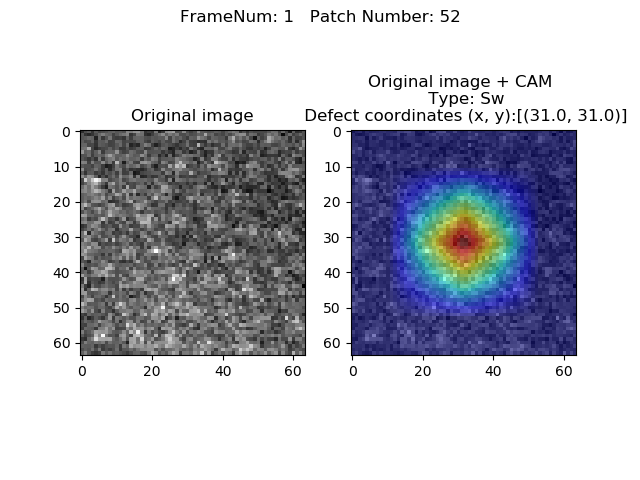 FrameNum: 1   Patch Number: 52
Original image
0
10
20
30
40
50
60
0 20 40 60
Original image + CAM
Type: Sw
Defect coordinates (x, y):[(31.0, 31.0)]
0
10
20
30
40
50
60
0 20 40 60